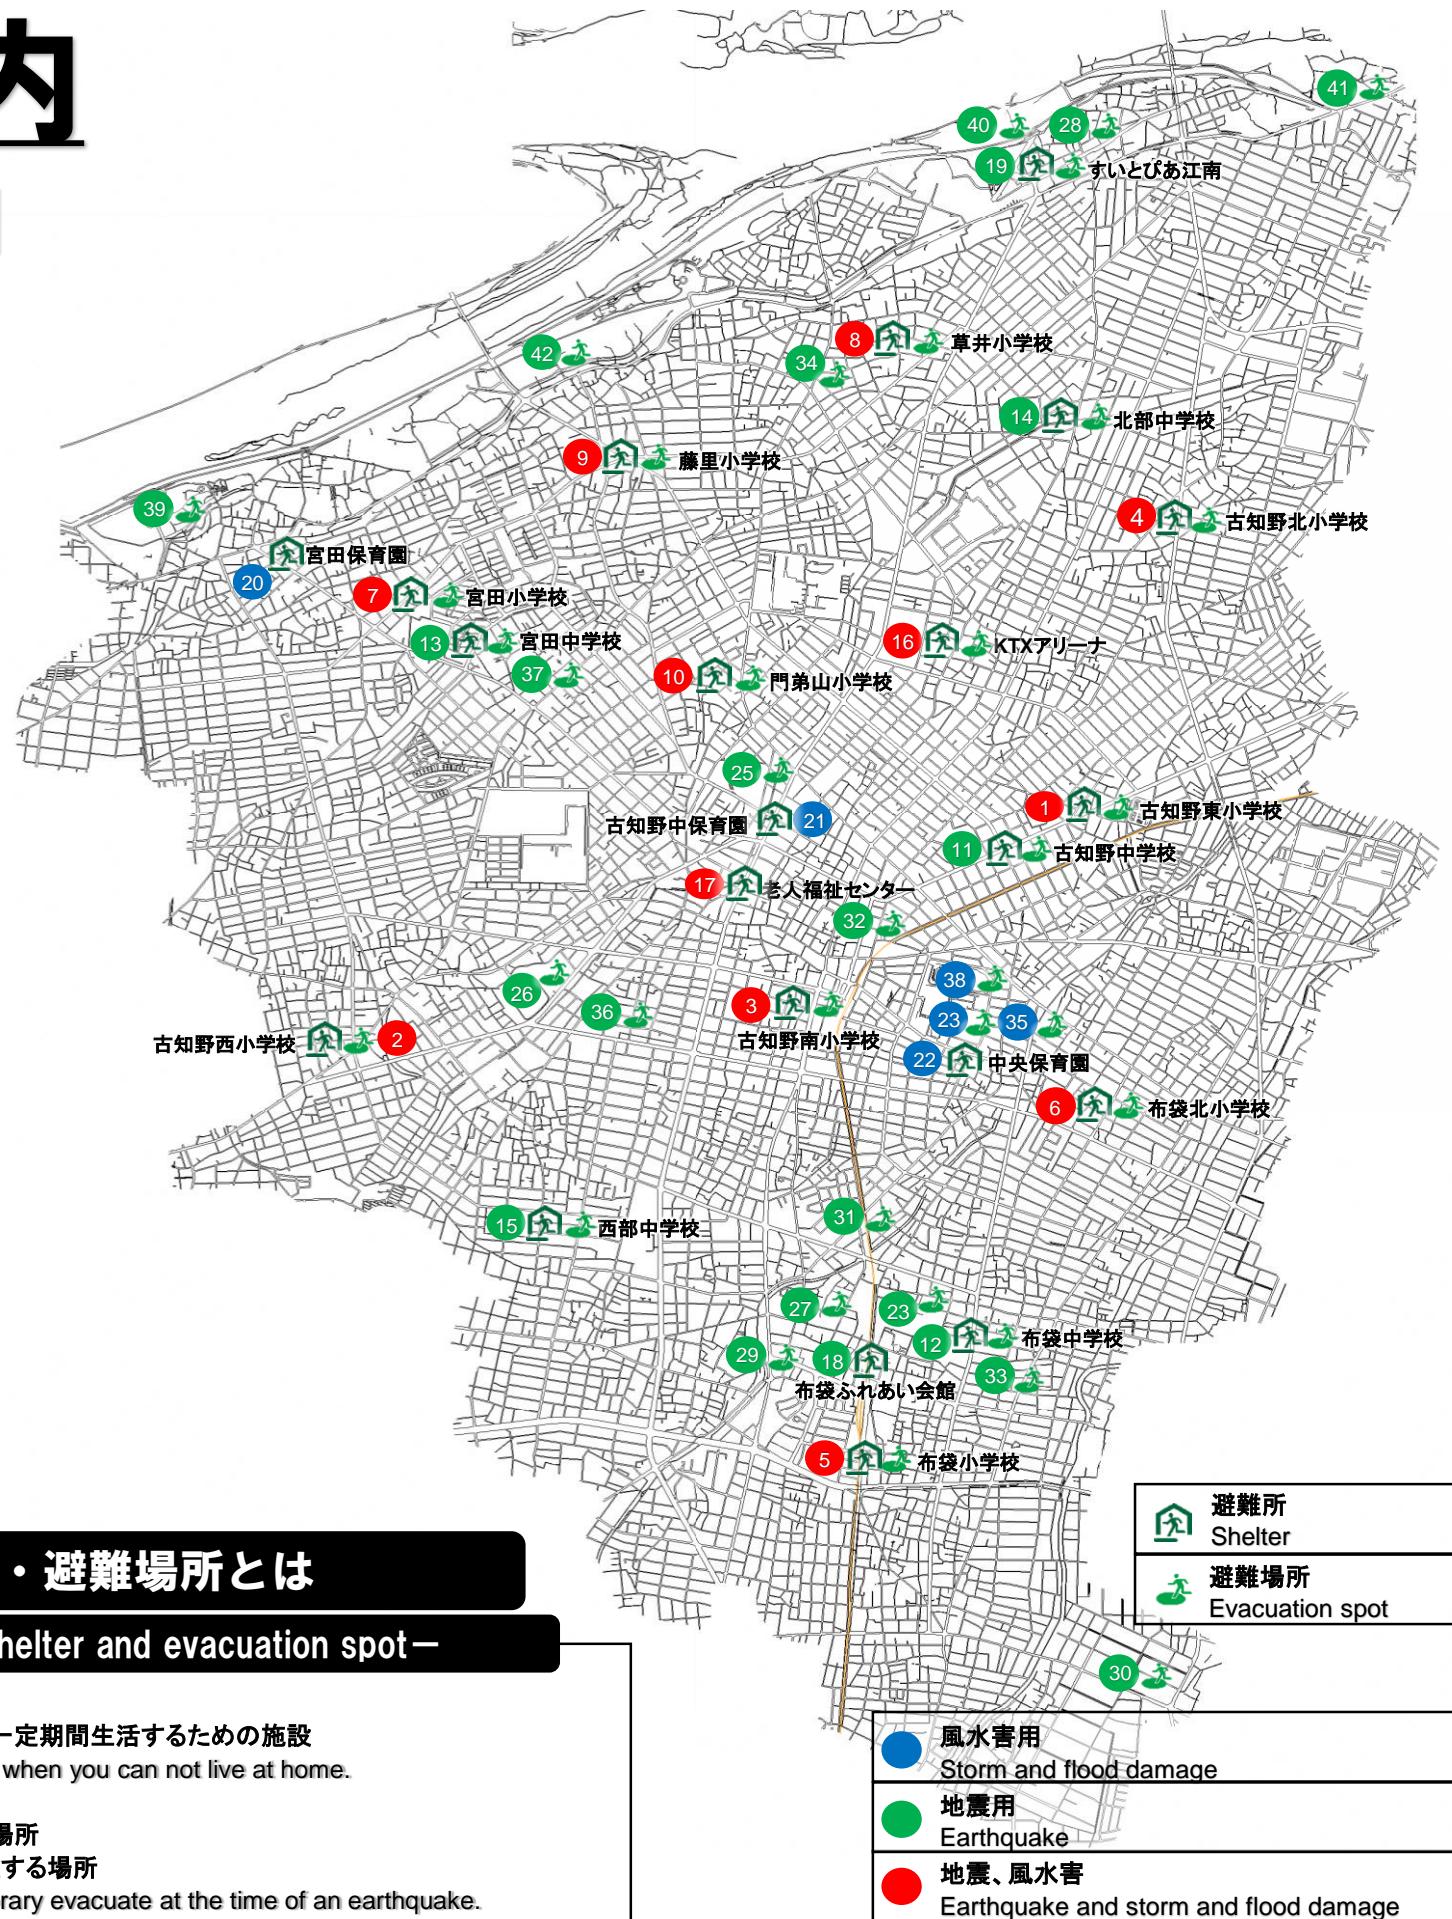 内
41
40
28
19
すいとぴあ江南
8
草井小学校
42
34
14
北部中学校
9
藤里小学校
39
4
古知野北小学校
宮田保育園
20
7
宮田小学校
13
宮田中学校
16
KTXアリーナ
37
10
門弟山小学校
25
1
古知野東小学校
古知野中保育園
21
11
古知野中学校
17
老人福祉センター
32
38
26
36
3
古知野南小学校
23
35
古知野西小学校
2
22
中央保育園
6
布袋北小学校
15
西部中学校
31
27
23
12
布袋中学校
29
18
布袋ふれあい会館
33
5
布袋小学校
避難所
Shelter
避難場所
Evacuation spot
30
・避難場所とは
helter and evacuation spotー
一定期間生活するための施設
when you can not live at home.
場所
する場所
rary evacuate at the time of an earthquake.
風水害用
Storm and flood damage
地震用
Earthquake
地震、風水害
Earthquake and storm and flood damage